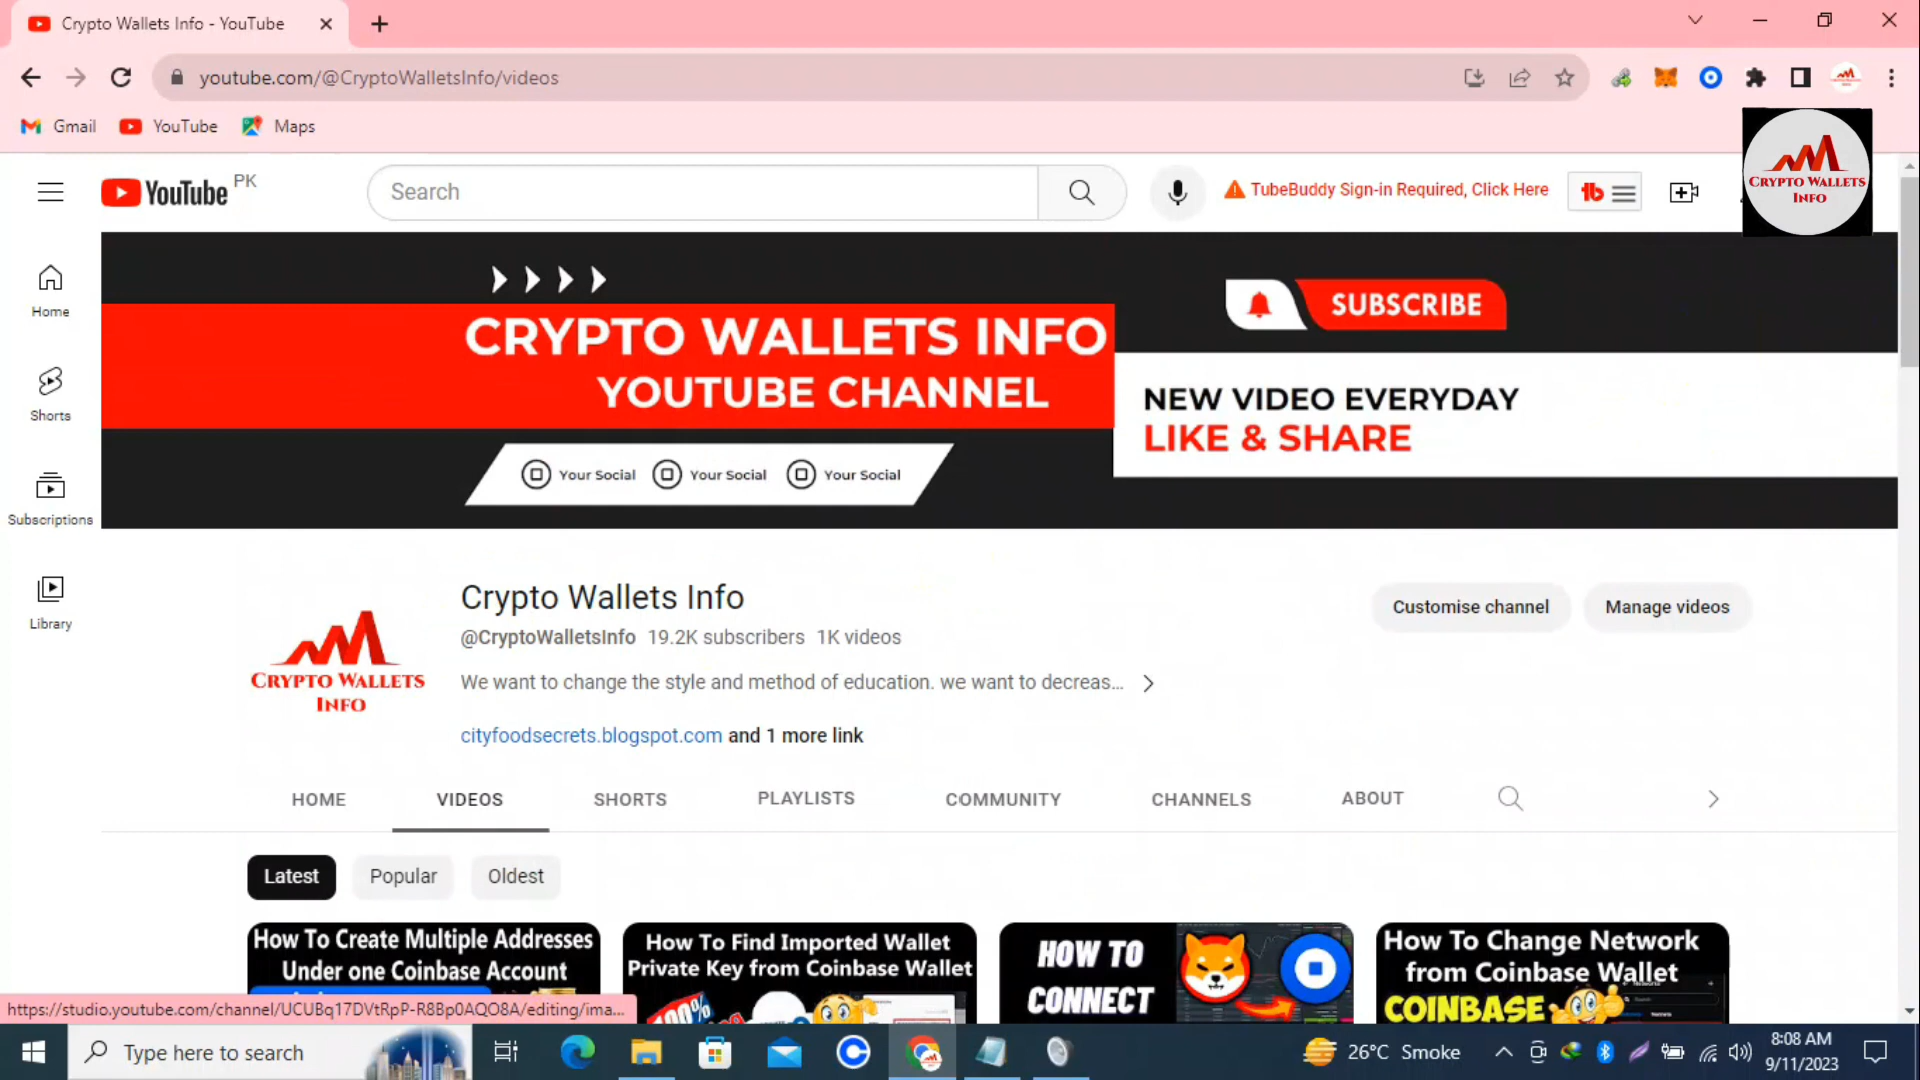 Crypto Wallets Info - YouTube
youtube.com/@CryptoWalletsInfo/videos
Gmail YouTube Maps
CRYPTO WALLETS
INFO
YouTube PK
Search
TubeBuddy Sign-in Required, Click Here
Home
Shorts
Subscriptions
Library
CRYPTO WALLETS INFO
YOUTUBE CHANNEL
Your Social Your Social Your Social
SUBSCRIBE
NEW VIDEO EVERYDAY
LIKE & SHARE
CRYPTO WALLETS
INFO
Crypto Wallets Info
@CryptoWalletsInfo 19.2K subscribers 1K videos
We want to change the style and method of education. we want to decreas...
cityfoodsecrets.blogspot.com and 1 more link
Customise channel Manage videos
HOME VIDEOS SHORTS PLAYLISTS COMMUNITY CHANNELS ABOUT
Latest Popular Oldest
How To Create Multiple Addresses
Under one Coinbase Account
How To Find Imported Wallet
Private Key from Coinbase Wallet
100%
HOW TO
CONNECT
How To Change Network
from Coinbase Wallet
COINBASE
https://studio.youtube.com/channel/UCUBq17DVtRpP-R8Bp0AQO8A/editing/ima...
Type here to search
26°C Smoke
8:08 AM
9/11/2023